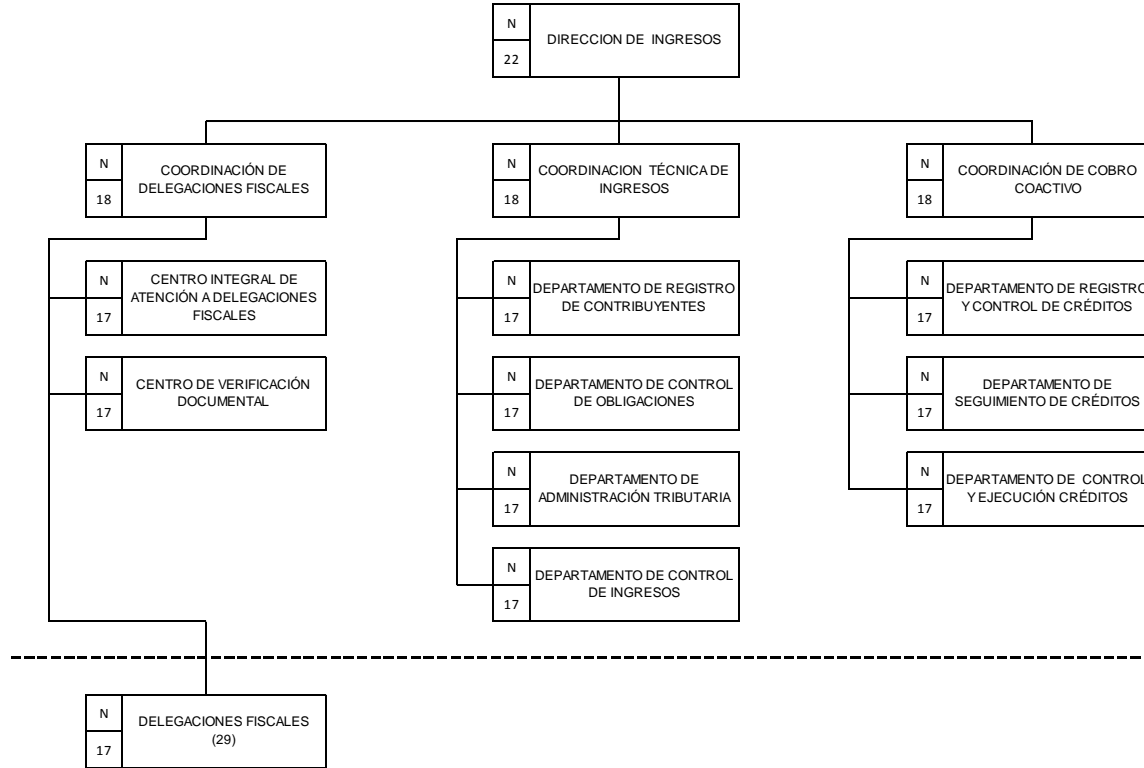 N
22
DIRECCION DE INGRESOS
N
18
COORDINACIÓN DE
DELEGACIONES FISCALES
N
18
COORDINACION TÉCNICA DE
INGRESOS
N
18
COORDINACIÓN DE COBRO
COACTIVO
N
17
CENTRO INTEGRAL DE
ATENCIÓN A DELEGACIONES
FISCALES
N
17
DEPARTAMENTO DE REGISTRO
DE CONTRIBUYENTES
N
17
DEPARTAMENTO DE REGISTRO
Y CONTROL DE CRÉDITOS
N
17
CENTRO DE VERIFICACIÓN
DOCUMENTAL
N
17
DEPARTAMENTO DE CONTROL
DE OBLIGACIONES
N
17
DEPARTAMENTO DE
SEGUIMIENTO DE CRÉDITOS
N
17
DEPARTAMENTO DE
ADMINISTRACIÓN TRIBUTARIA
N
17
DEPARTAMENTO DE CONTROL
Y EJECUCIÓN CRÉDITOS
N
17
DEPARTAMENTO DE CONTROL
DE INGRESOS
N
17
DELEGACIONES FISCALES
(29)